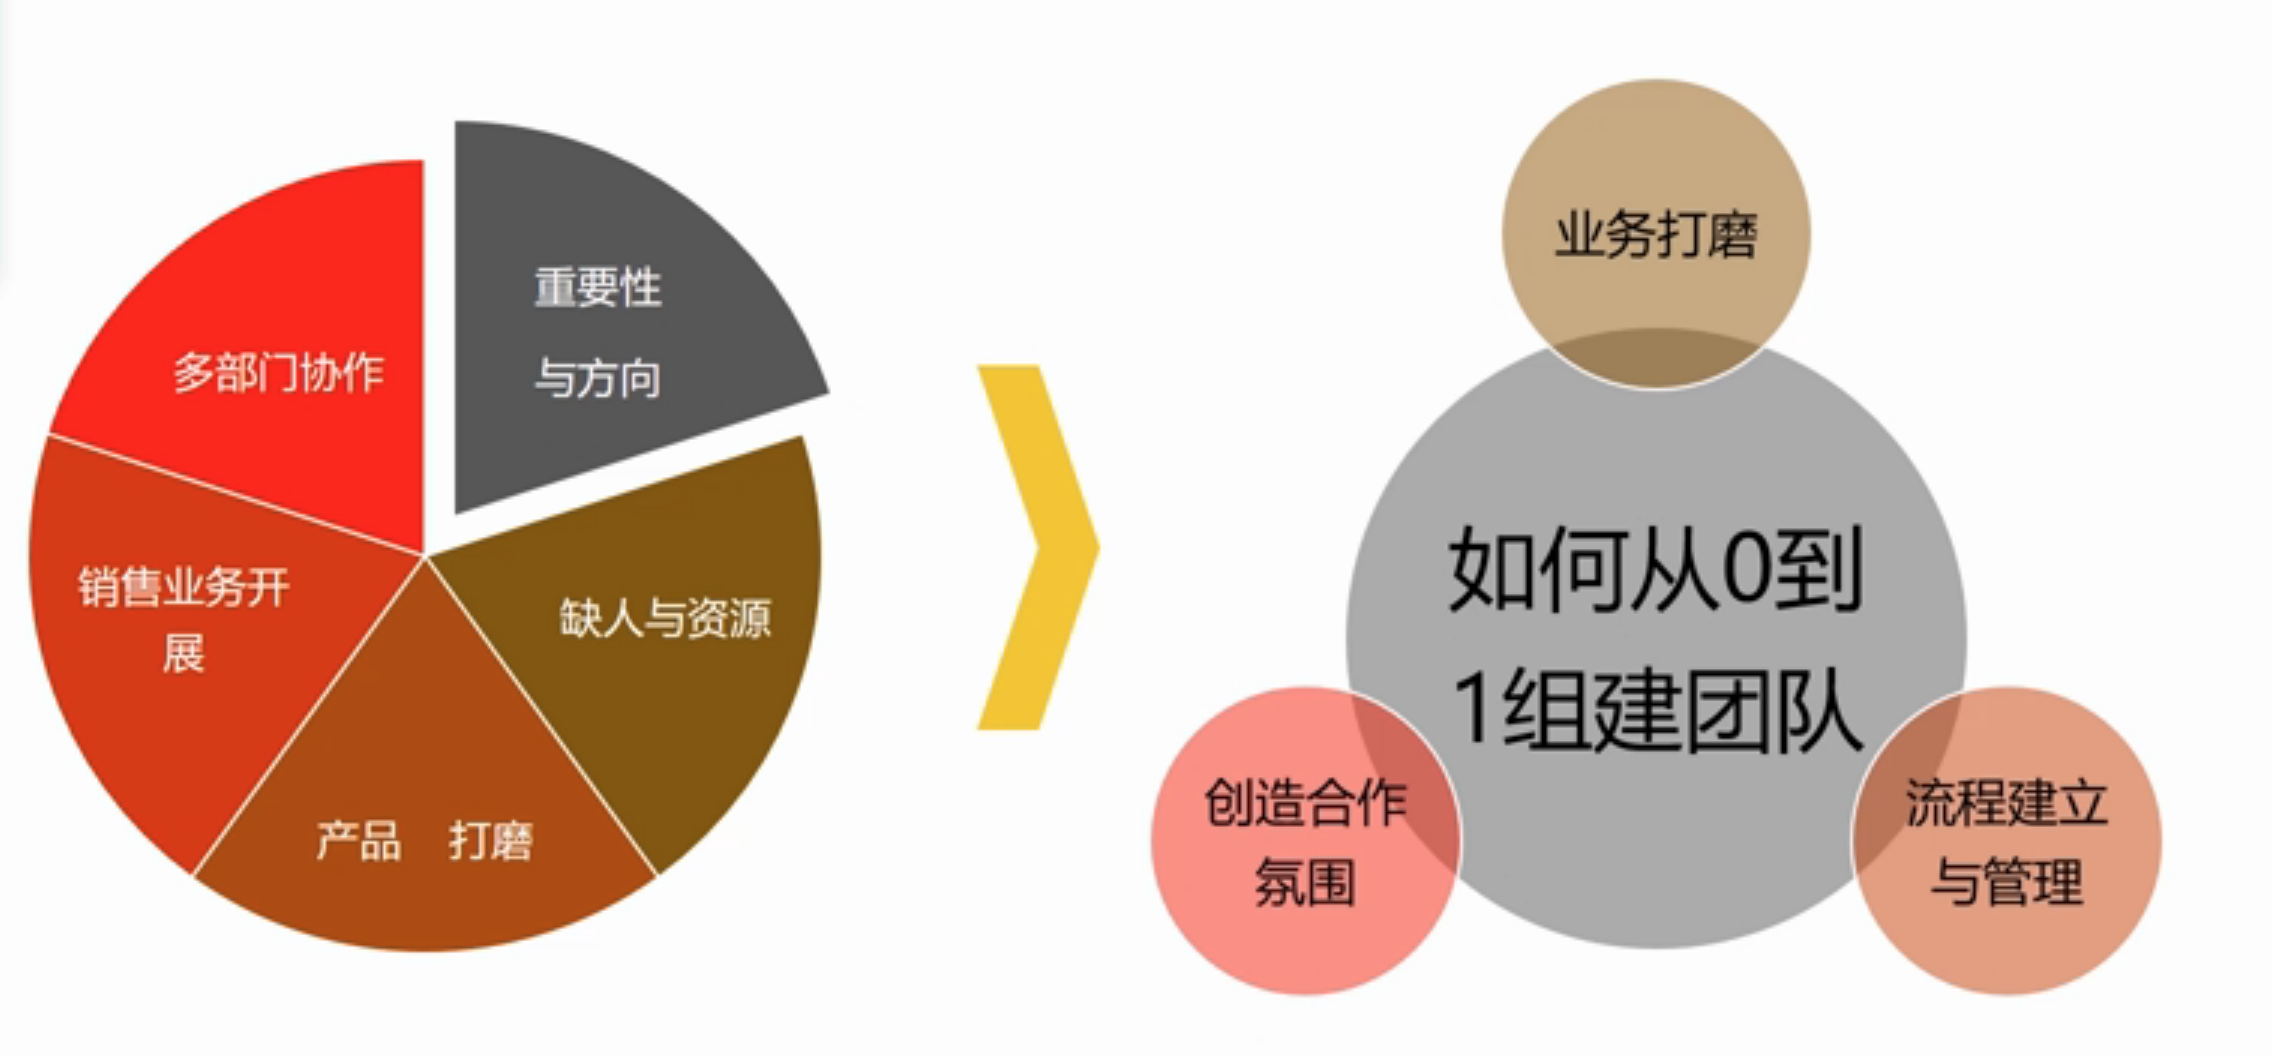 重要性
与方向
多部门协作
缺人与资源
销售业务开
展
产品 打磨
业务打磨
如何从0到
1组建团队
创造合作
氛围
流程建立
与管理